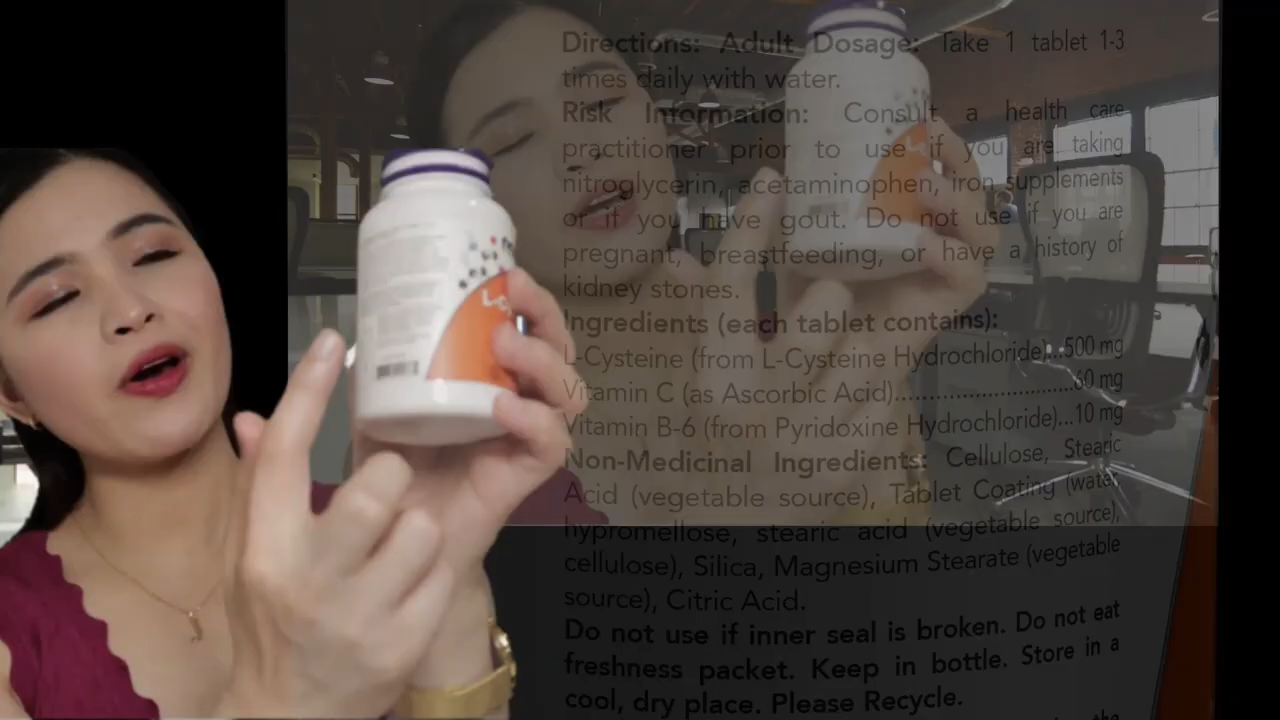 Directions: Adult Dosage: Take 1 tablet 1-3
times daily with water.
Risk Information: Consult a health care
practitioner prior to use if you are taking
nitroglycerin, acetaminophen, iron supplements
or if you have gout. Do not use if you are
pregnant, breastfeeding, or have a history of
kidney stones.
Ingredients (each tablet contains):
L-Cysteine (from L-Cysteine Hydrochloride)...500 mg
Vitamin C (as Ascorbic Acid)............................60 mg
Vitamin B-6 (from Pyridoxine Hydrochloride)...10 mg
Non-Medicinal Ingredients: Cellulose, Stearic
Acid (vegetable source), Tablet Coating (water,
hypromellose, stearic acid (vegetable source),
cellulose), Silica, Magnesium Stearate (vegetable
source), Citric Acid.
Do not use if inner seal is broken. Do not eat
freshness packet. Keep in bottle. Store in a
cool, dry place. Please Recycle.